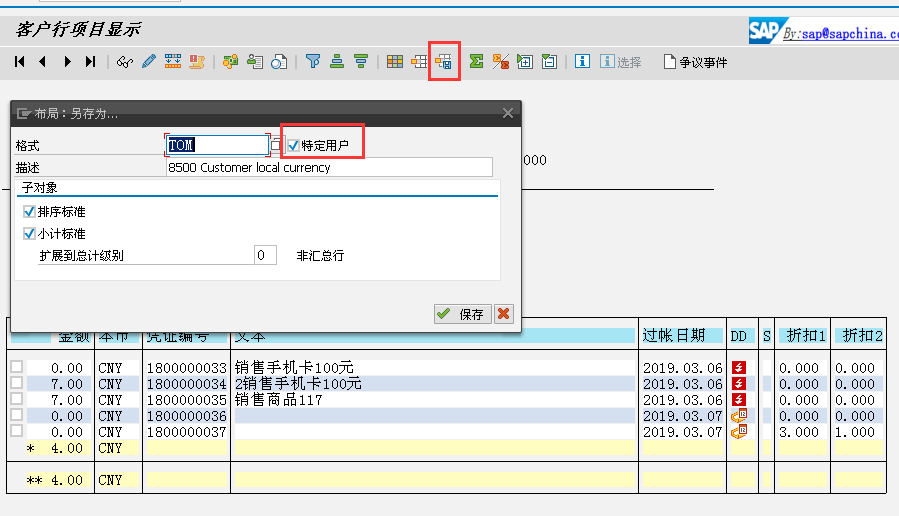 客户行项目显示
SAP By:sap@sapchina.co
选择 争议事件
布局：另存为...
格式 TOM 特定用户
描述 8500 Customer local currency
000
子对象
排序标准
小计标准
扩展到总计级别 0 非汇总行
保存
金额 本币 凭证编号 文本 过帐日期 DD S 折扣1 折扣2
0.00 CNY 1800000033 销售手机卡100元 2019.03.06 0.000 0.000
7.00 CNY 1800000034 2销售手机卡100元 2019.03.06 0.000 0.000
7.00 CNY 1800000035 销售商品117 2019.03.06 0.000 0.000
0.00 CNY 1800000036 2019.03.07 0.000 0.000
0.00 CNY 1800000037 2019.03.07 3.000 1.000
* 4.00 CNY
** 4.00 CNY